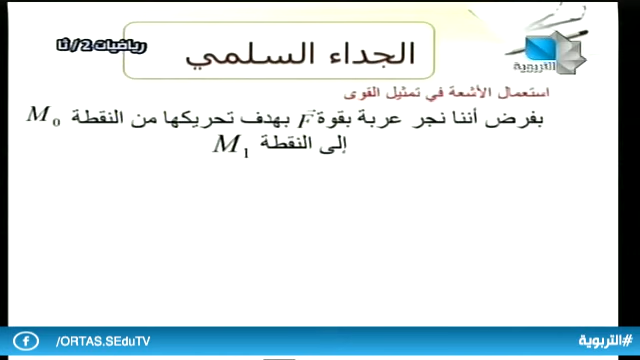 رياضيات 2/ ثا
الجداء السلمي
التربوية
استعمال الأشعة في تمثيل القوى
بفرض أننا نجر عربة بقوة F بهدف تحريكها من النقطة M₀
إلى النقطة M₁
/ORTAS.SEduTV
#التربوية